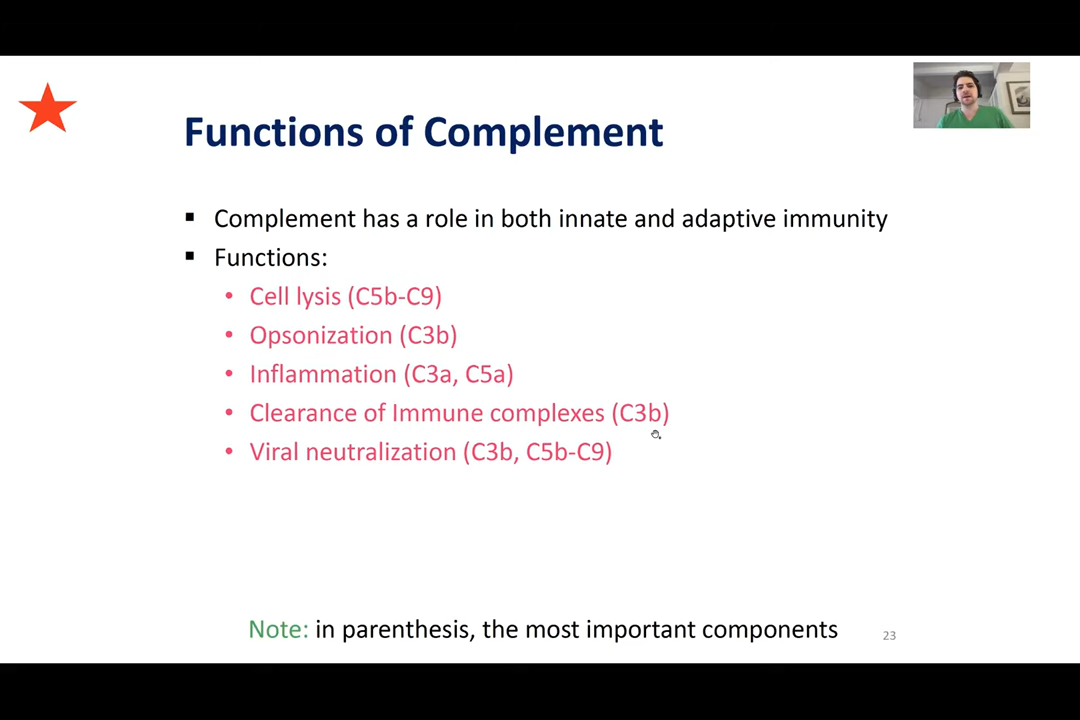 Functions of Complement
▪ Complement has a role in both innate and adaptive immunity
▪ Functions:
• Cell lysis (C5b-C9)
• Opsonization (C3b)
• Inflammation (C3a, C5a)
• Clearance of Immune complexes (C3b)
• Viral neutralization (C3b, C5b-C9)
Note: in parenthesis, the most important components
23